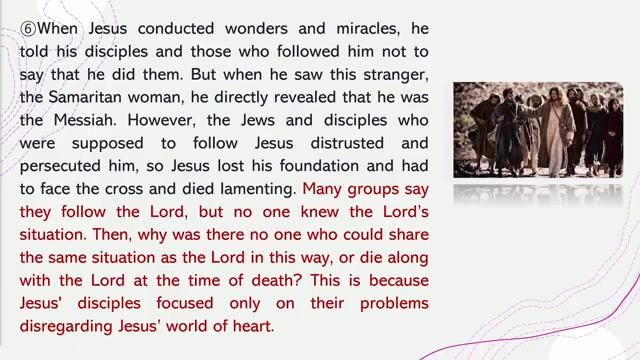 ⑥When Jesus conducted wonders and miracles, he
told his disciples and those who followed him not to
say that he did them. But when he saw this stranger,
the Samaritan woman, he directly revealed that he was
the Messiah. However, the Jews and disciples who
were supposed to follow Jesus distrusted and
persecuted him, so Jesus lost his foundation and had
to face the cross and died lamenting. Many groups say
they follow the Lord, but no one knew the Lord’s
situation. Then, why was there no one who could share
the same situation as the Lord in this way, or die along
with the Lord at the time of death? This is because
Jesus' disciples focused only on their problems
disregarding Jesus’ world of heart.